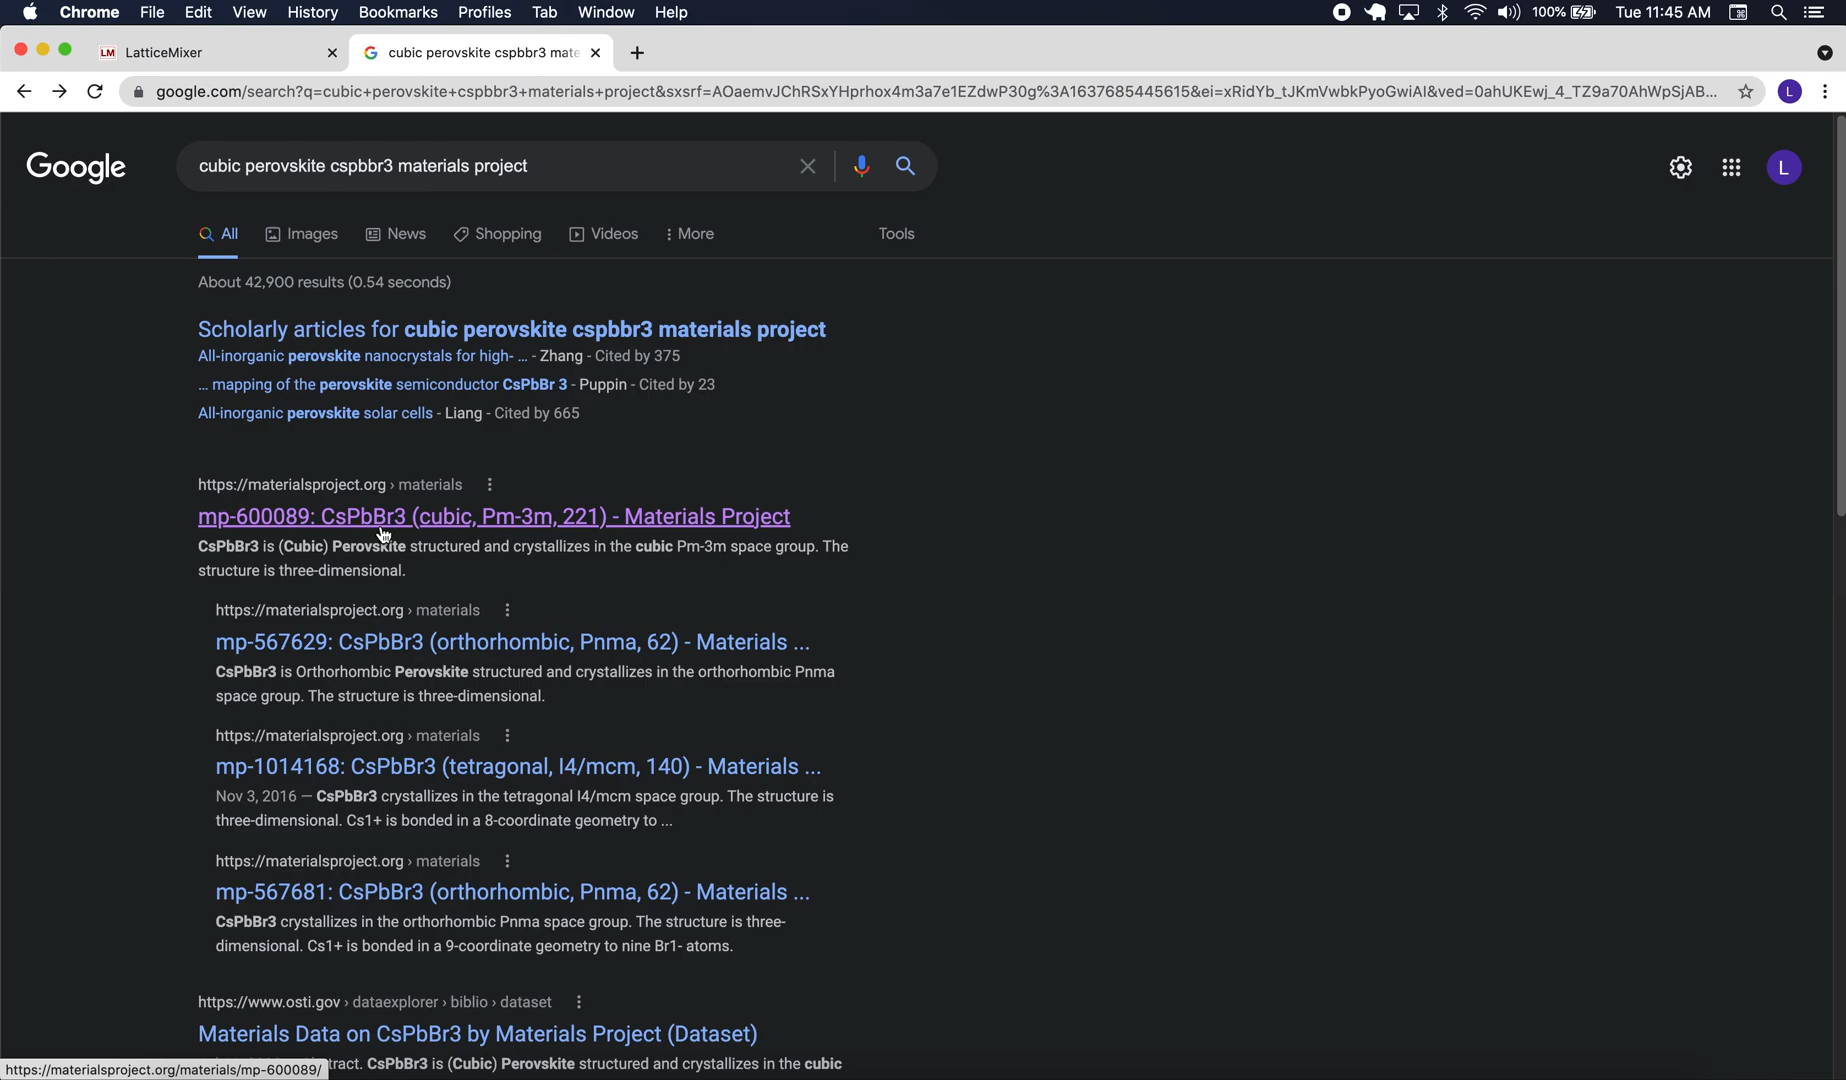 Chrome File Edit View History Bookmarks Profiles Tab Window Help 100% Tue 11:45 AM
LM LatticeMixer cubic perovskite cspbbr3 mate
google.com/search?q=cubic+perovskite+cspbbr3+materials+project&sxsrf=AOaemvJChRSxYHprhox4m3a7e1EZdwP30g%3A1637685445615&ei=xRidYb_tJKmVwbkPyoGwiAI&ved=0ahUKEwj_4_TZ9a70AhWpSjAB... L
Google cubic perovskite cspbbr3 materials project L
All Images News Shopping Videos More Tools
About 42,900 results (0.54 seconds)
Scholarly articles for cubic perovskite cspbbr3 materials project
All-inorganic perovskite nanocrystals for high- ... - Zhang - Cited by 375
... mapping of the perovskite semiconductor CsPbBr 3 - Puppin - Cited by 23
All-inorganic perovskite solar cells - Liang - Cited by 665
https://materialsproject.org › materials
mp-600089: CsPbBr3 (cubic, Pm-3m, 221) - Materials Project
CsPbBr3 is (Cubic) Perovskite structured and crystallizes in the cubic Pm-3m space group. The
structure is three-dimensional.
https://materialsproject.org › materials
mp-567629: CsPbBr3 (orthorhombic, Pnma, 62) - Materials ...
CsPbBr3 is Orthorhombic Perovskite structured and crystallizes in the orthorhombic Pnma
space group. The structure is three-dimensional.
https://materialsproject.org › materials
mp-1014168: CsPbBr3 (tetragonal, I4/mcm, 140) - Materials ...
Nov 3, 2016 — CsPbBr3 crystallizes in the tetragonal I4/mcm space group. The structure is
three-dimensional. Cs1+ is bonded in a 8-coordinate geometry to ...
https://materialsproject.org › materials
mp-567681: CsPbBr3 (orthorhombic, Pnma, 62) - Materials ...
CsPbBr3 crystallizes in the orthorhombic Pnma space group. The structure is three-
dimensional. Cs1+ is bonded in a 9-coordinate geometry to nine Br1- atoms.
https://www.osti.gov › dataexplorer › biblio › dataset
Materials Data on CsPbBr3 by Materials Project (Dataset)
tract. CsPbBr3 is (Cubic) Perovskite structured and crystallizes in the cubic
https://materialsproject.org/materials/mp-600089/